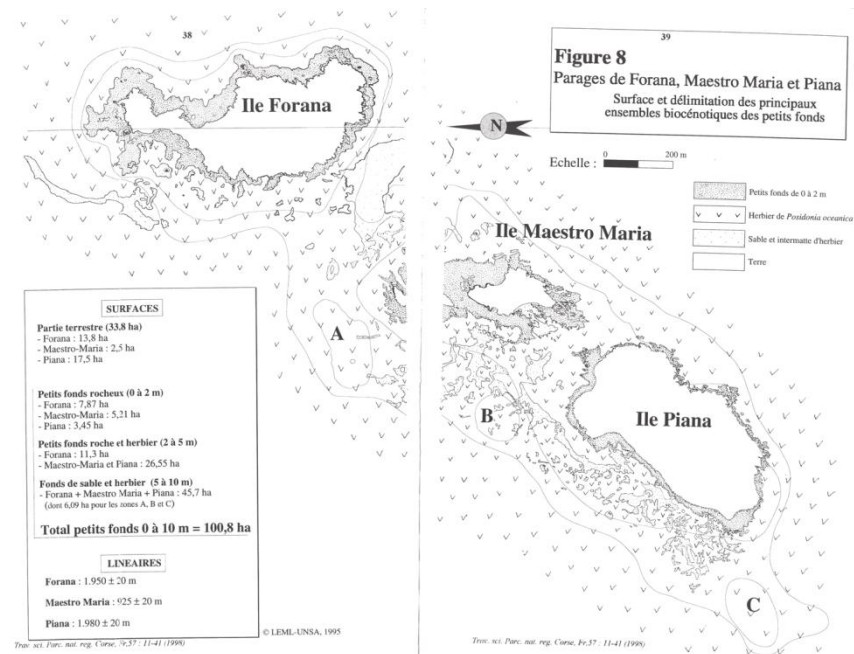 38
Ile Forana
A
SURFACES
Partie terrestre (33,8 ha)
- Forana : 13,8 ha
- Maestro-Maria : 2,5 ha
- Piana : 17,5 ha
Petits fonds rocheux (0 à 2 m)
- Forana : 7,87 ha
- Maestro-Maria : 5,21 ha
- Piana : 3,45 ha
Petits fonds roche et herbier (2 à 5 m)
- Forana : 11,3 ha
- Maestro-Maria et Piana : 26,55 ha
Fonds de sable et herbier (5 à 10 m)
- Forana + Maestro Maria + Piana : 45,7 ha
(dont 6,09 ha pour les zones A, B et C)
Total petits fonds 0 à 10 m = 100,8 ha
LINEAIRES
Forana : 1.950 ± 20 m
Maestro Maria : 925 ± 20 m
Piana : 1.980 ± 20 m
© LEML-UNSA, 1995
Trav. sci. Parc. nat. reg. Corse, Fr,57 : 11-41 (1998)
39
Figure 8
Parages de Forana, Maestro Maria et Piana
Surface et délimitation des principaux
ensembles biocénotiques des petits fonds
N
Echelle :
0 200 m
Petits fonds de 0 à 2 m
Herbier de Posidonia oceanica
Sable et intermatte d'herbier
Terre
Ile Maestro Maria
B
Ile Piana
C
Trav. sci. Parc. nat. reg. Corse, Fr,57 : 11-41 (1998)